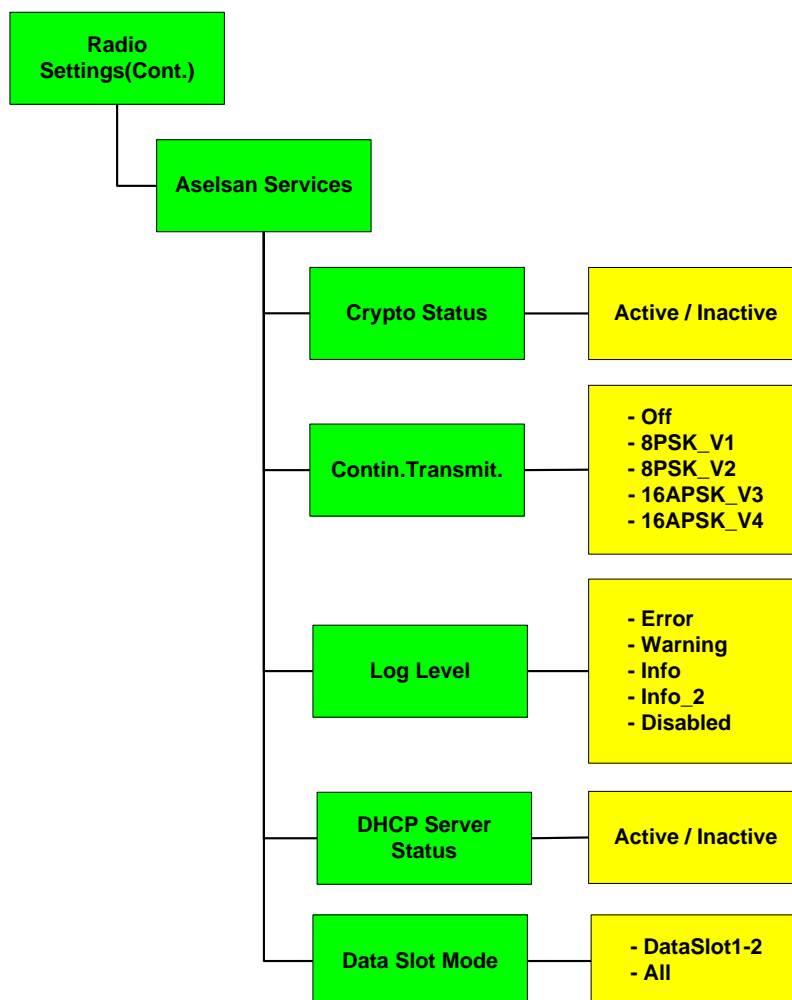 Radio
Settings(Cont.)
Aselsan Services
Crypto Status
Active / Inactive
Contin.Transmit.
- Off
- 8PSK_V1
- 8PSK_V2
- 16APSK_V3
- 16APSK_V4
Log Level
- Error
- Warning
- Info
- Info_2
- Disabled
DHCP Server
Status
Active / Inactive
Data Slot Mode
- DataSlot1-2
- All